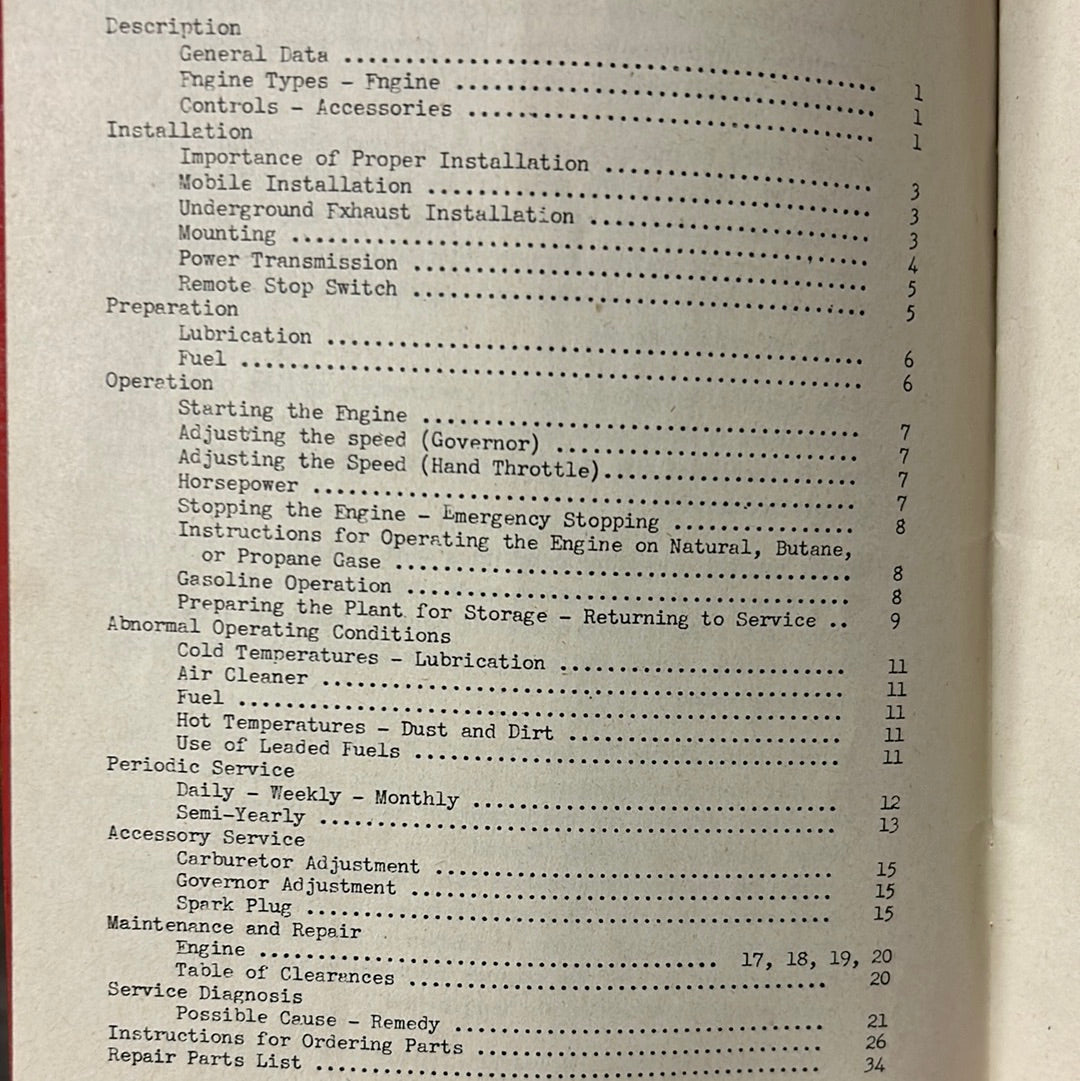 Description
General Data ........ 1
Engine Types - Engine ........ 1
Controls - Accessories ........ 1
Installation
Importance of Proper Installation ........ 3
Mobile Installation ........ 3
Underground Exhaust Installation ........ 3
Mounting ........ 4
Power Transmission ........ 5
Remote Stop Switch ........ 5
Preparation
Lubrication ........ 6
Fuel ........ 6
Operation
Starting the Engine ........ 7
Adjusting the speed (Governor) ........ 7
Adjusting the Speed (Hand Throttle)........ 7
Horsepower ........ 7
Stopping the Engine - Emergency Stopping ........ 8
Instructions for Operating the Engine on Natural, Butane,
or Propane Gase ........ 8
Gasoline Operation ........ 8
Preparing the Plant for Storage - Returning to Service .. 9
Abnormal Operating Conditions
Cold Temperatures - Lubrication ........ 11
Air Cleaner ........ 11
Fuel ........ 11
Hot Temperatures - Dust and Dirt ........ 11
Use of Leaded Fuels ........ 11
Periodic Service
Daily - Weekly - Monthly ........ 12
Semi-Yearly ........ 13
Accessory Service
Carburetor Adjustment ........ 15
Governor Adjustment ........ 15
Spark Plug ........ 15
Maintenance and Repair
Engine ........ 17, 18, 19, 20
Table of Clearances ........ 20
Service Diagnosis
Possible Cause - Remedy ........ 21
Instructions for Ordering Parts ........ 26
Repair Parts List ........ 34